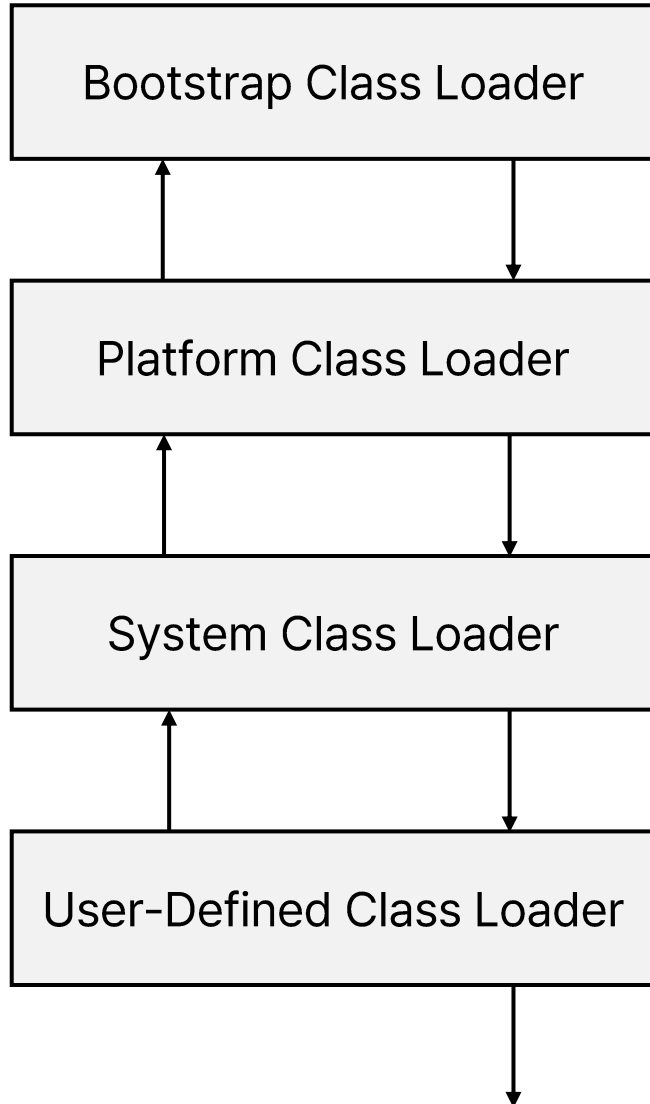 Bootstrap Class Loader
Platform Class Loader
System Class Loader
User-Defined Class Loader